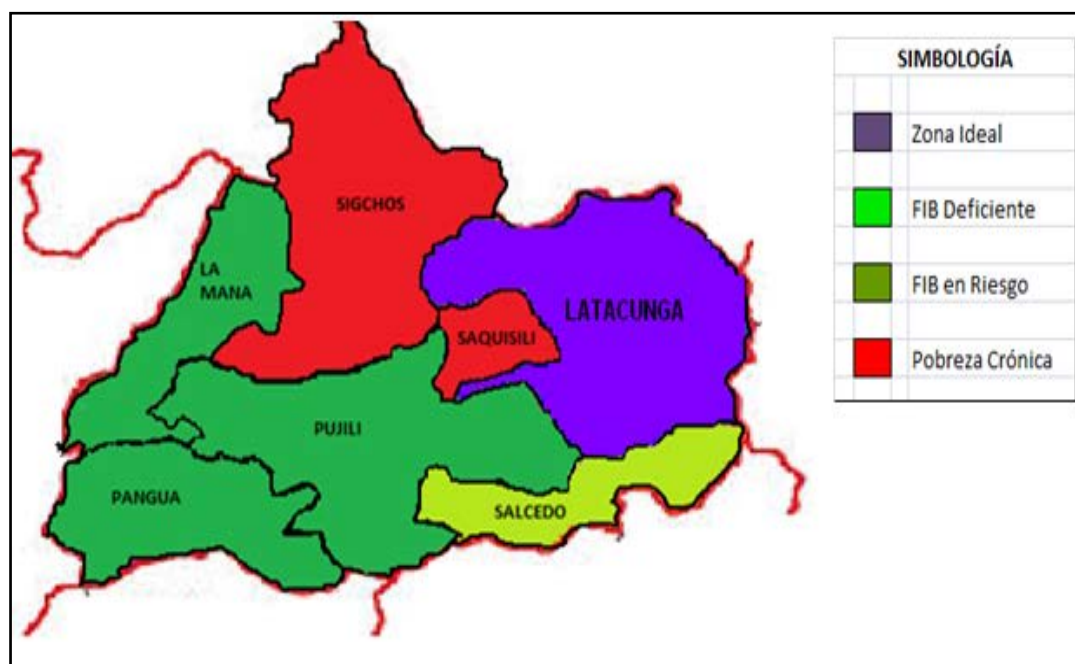 SIGCHOS
LA
MANA
LATACUNGA
SAQUISILI
PUJILI
PANGUA
SALCEDO
SIMBOLOGÍA
Zona Ideal
FIB Deficiente
FIB en Riesgo
Pobreza Crónica